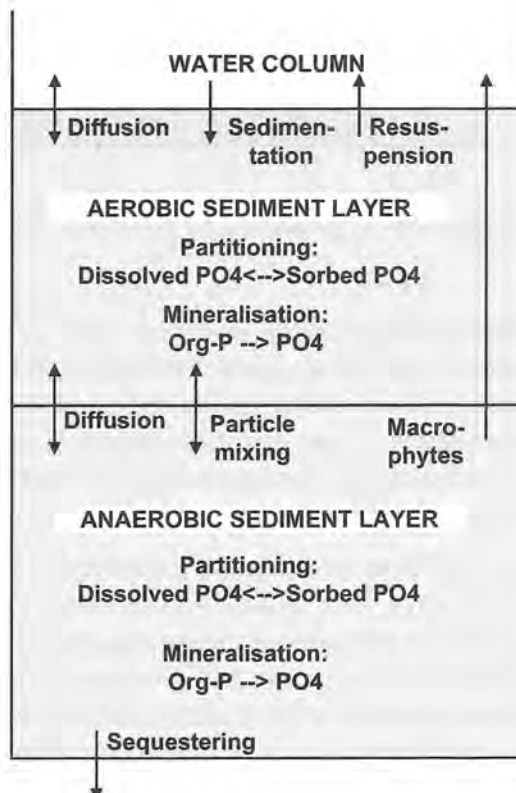 WATER COLUMN
Diffusion
Sedimen-
tation
Resus-
pension
AEROBIC SEDIMENT LAYER
Partitioning:
Dissolved PO4<-->Sorbed PO4
Mineralisation:
Org-P --> PO4
Diffusion
Particle
mixing
Macro-
phytes
ANAEROBIC SEDIMENT LAYER
Partitioning:
Dissolved PO4<-->Sorbed PO4
Mineralisation:
Org-P --> PO4
Sequestering